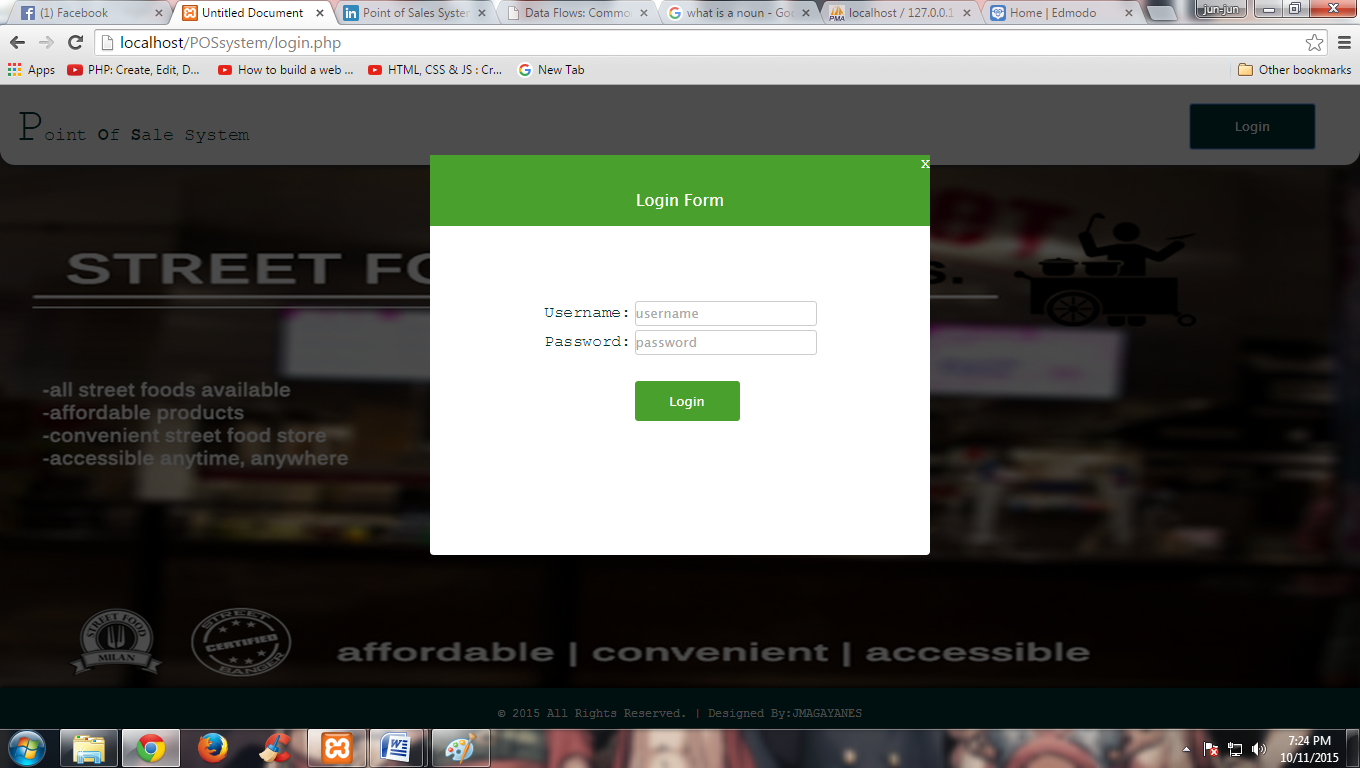 (1) Facebook
Untitled Document
Point of Sales System
Data Flows: Commo
what is a noun - Goo
localhost / 127.0.0.1
Home | Edmodo
jun-jun
localhost/POSsystem/login.php
Apps
PHP: Create, Edit, D...
How to build a web ...
HTML, CSS & JS : Cr...
New Tab
Other bookmarks
Point Of Sale System
Login
x
Login Form
STREET FO
s.
Username:
username
Password:
password
Login
-all street foods available
-affordable products
-convenient street food store
-accessible anytime, anywhere
STREET FOOD
MILAN
STREET
CERTIFIED
BANGER
affordable | convenient | accessible
© 2015 All Rights Reserved. | Designed By:JMAGAYANES
7:24 PM
10/11/2015